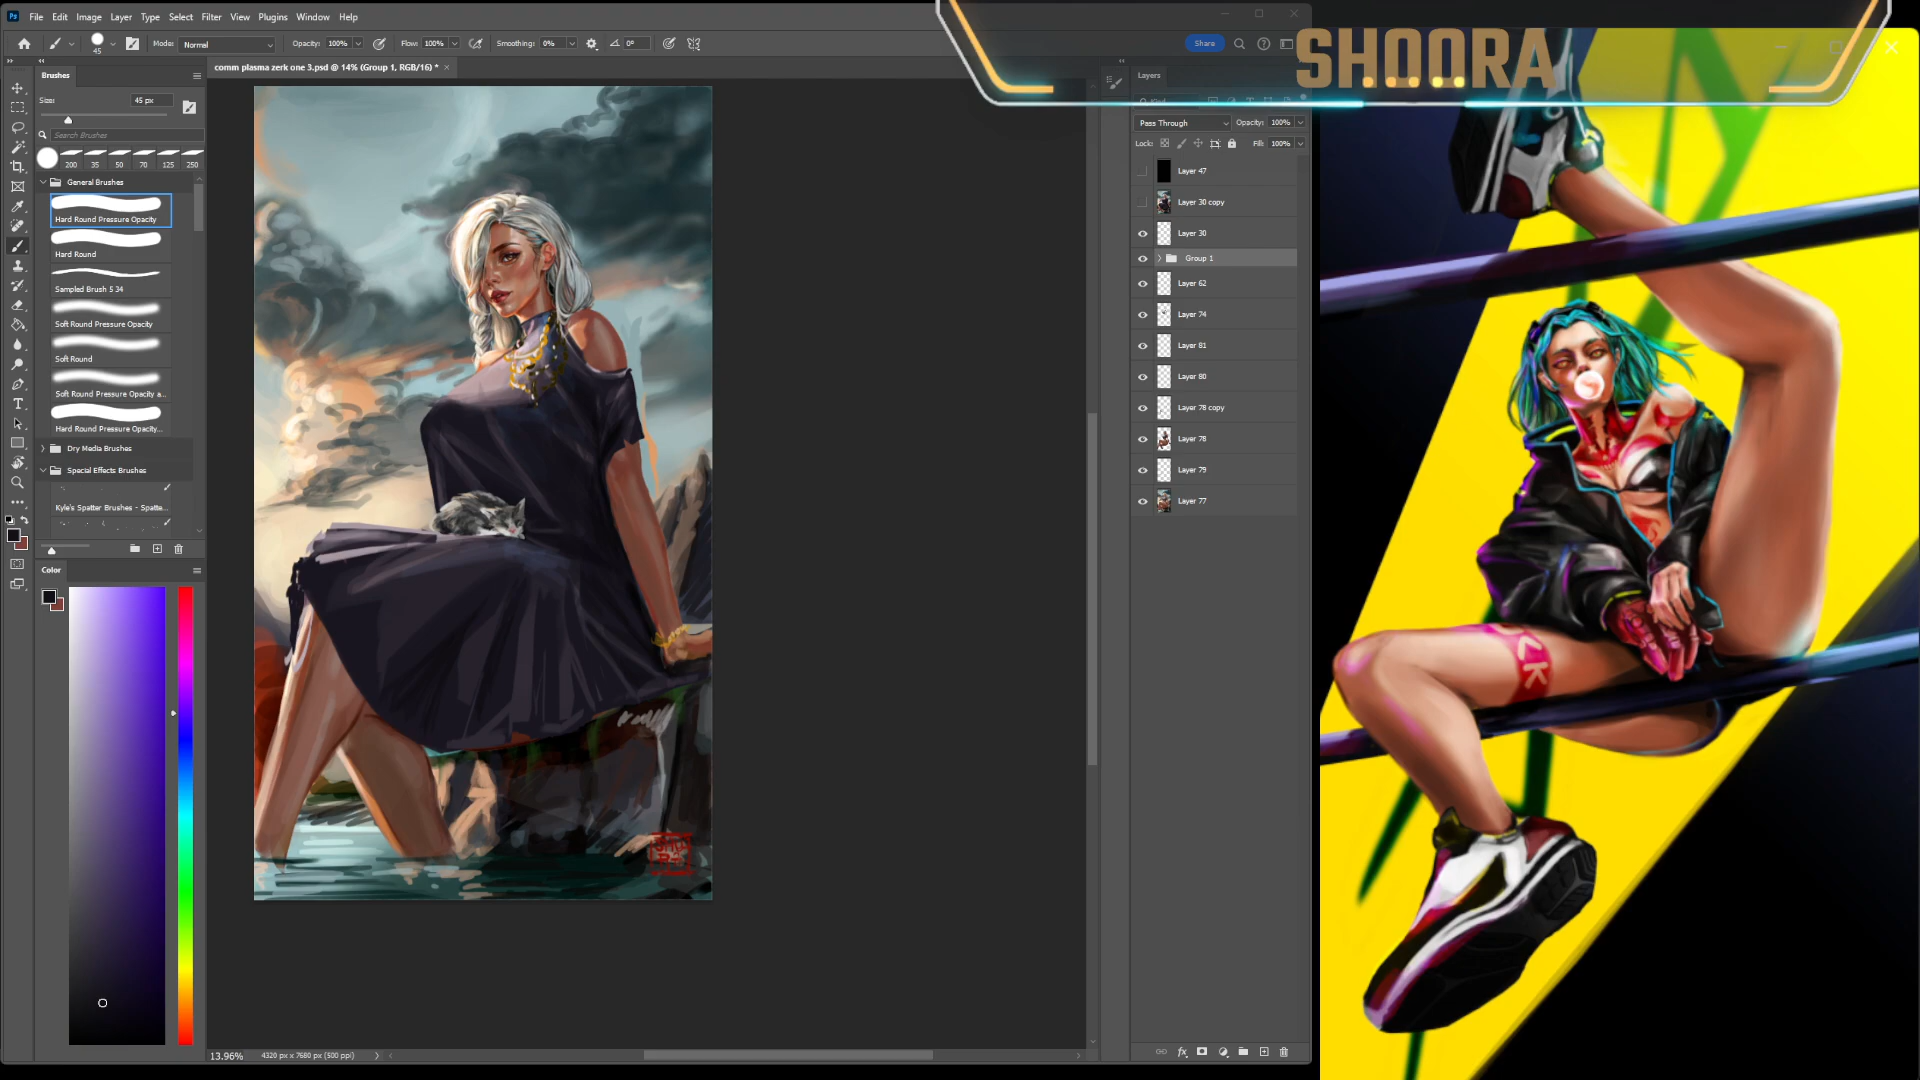 Ps File Edit Image Layer Type Select Filter View Plugins Window Help
45 Mode: Normal Opacity: 100% Flow: 100% Smoothing: 0% 0° Share
SHOORA
comm plasma zerk one 3.psd @ 14% (Group 1, RGB/16) *
Brushes
Size: 45 px
Search Brushes
200 35 50 70 125 250
General Brushes
Hard Round Pressure Opacity
Hard Round
Sampled Brush 5 34
Soft Round Pressure Opacity
Soft Round
Soft Round Pressure Opacity a...
Hard Round Pressure Opacity...
Dry Media Brushes
Special Effects Brushes
Kyle's Spatter Brushes - Spatte...
Color
13.96% 4320 px x 7680 px (500 ppi)
Layers
Pass Through Opacity: 100%
Lock: Fill: 100%
Layer 47
Layer 30 copy
Layer 30
Group 1
Layer 62
Layer 74
Layer 81
Layer 80
Layer 78 copy
Layer 78
Layer 79
Layer 77